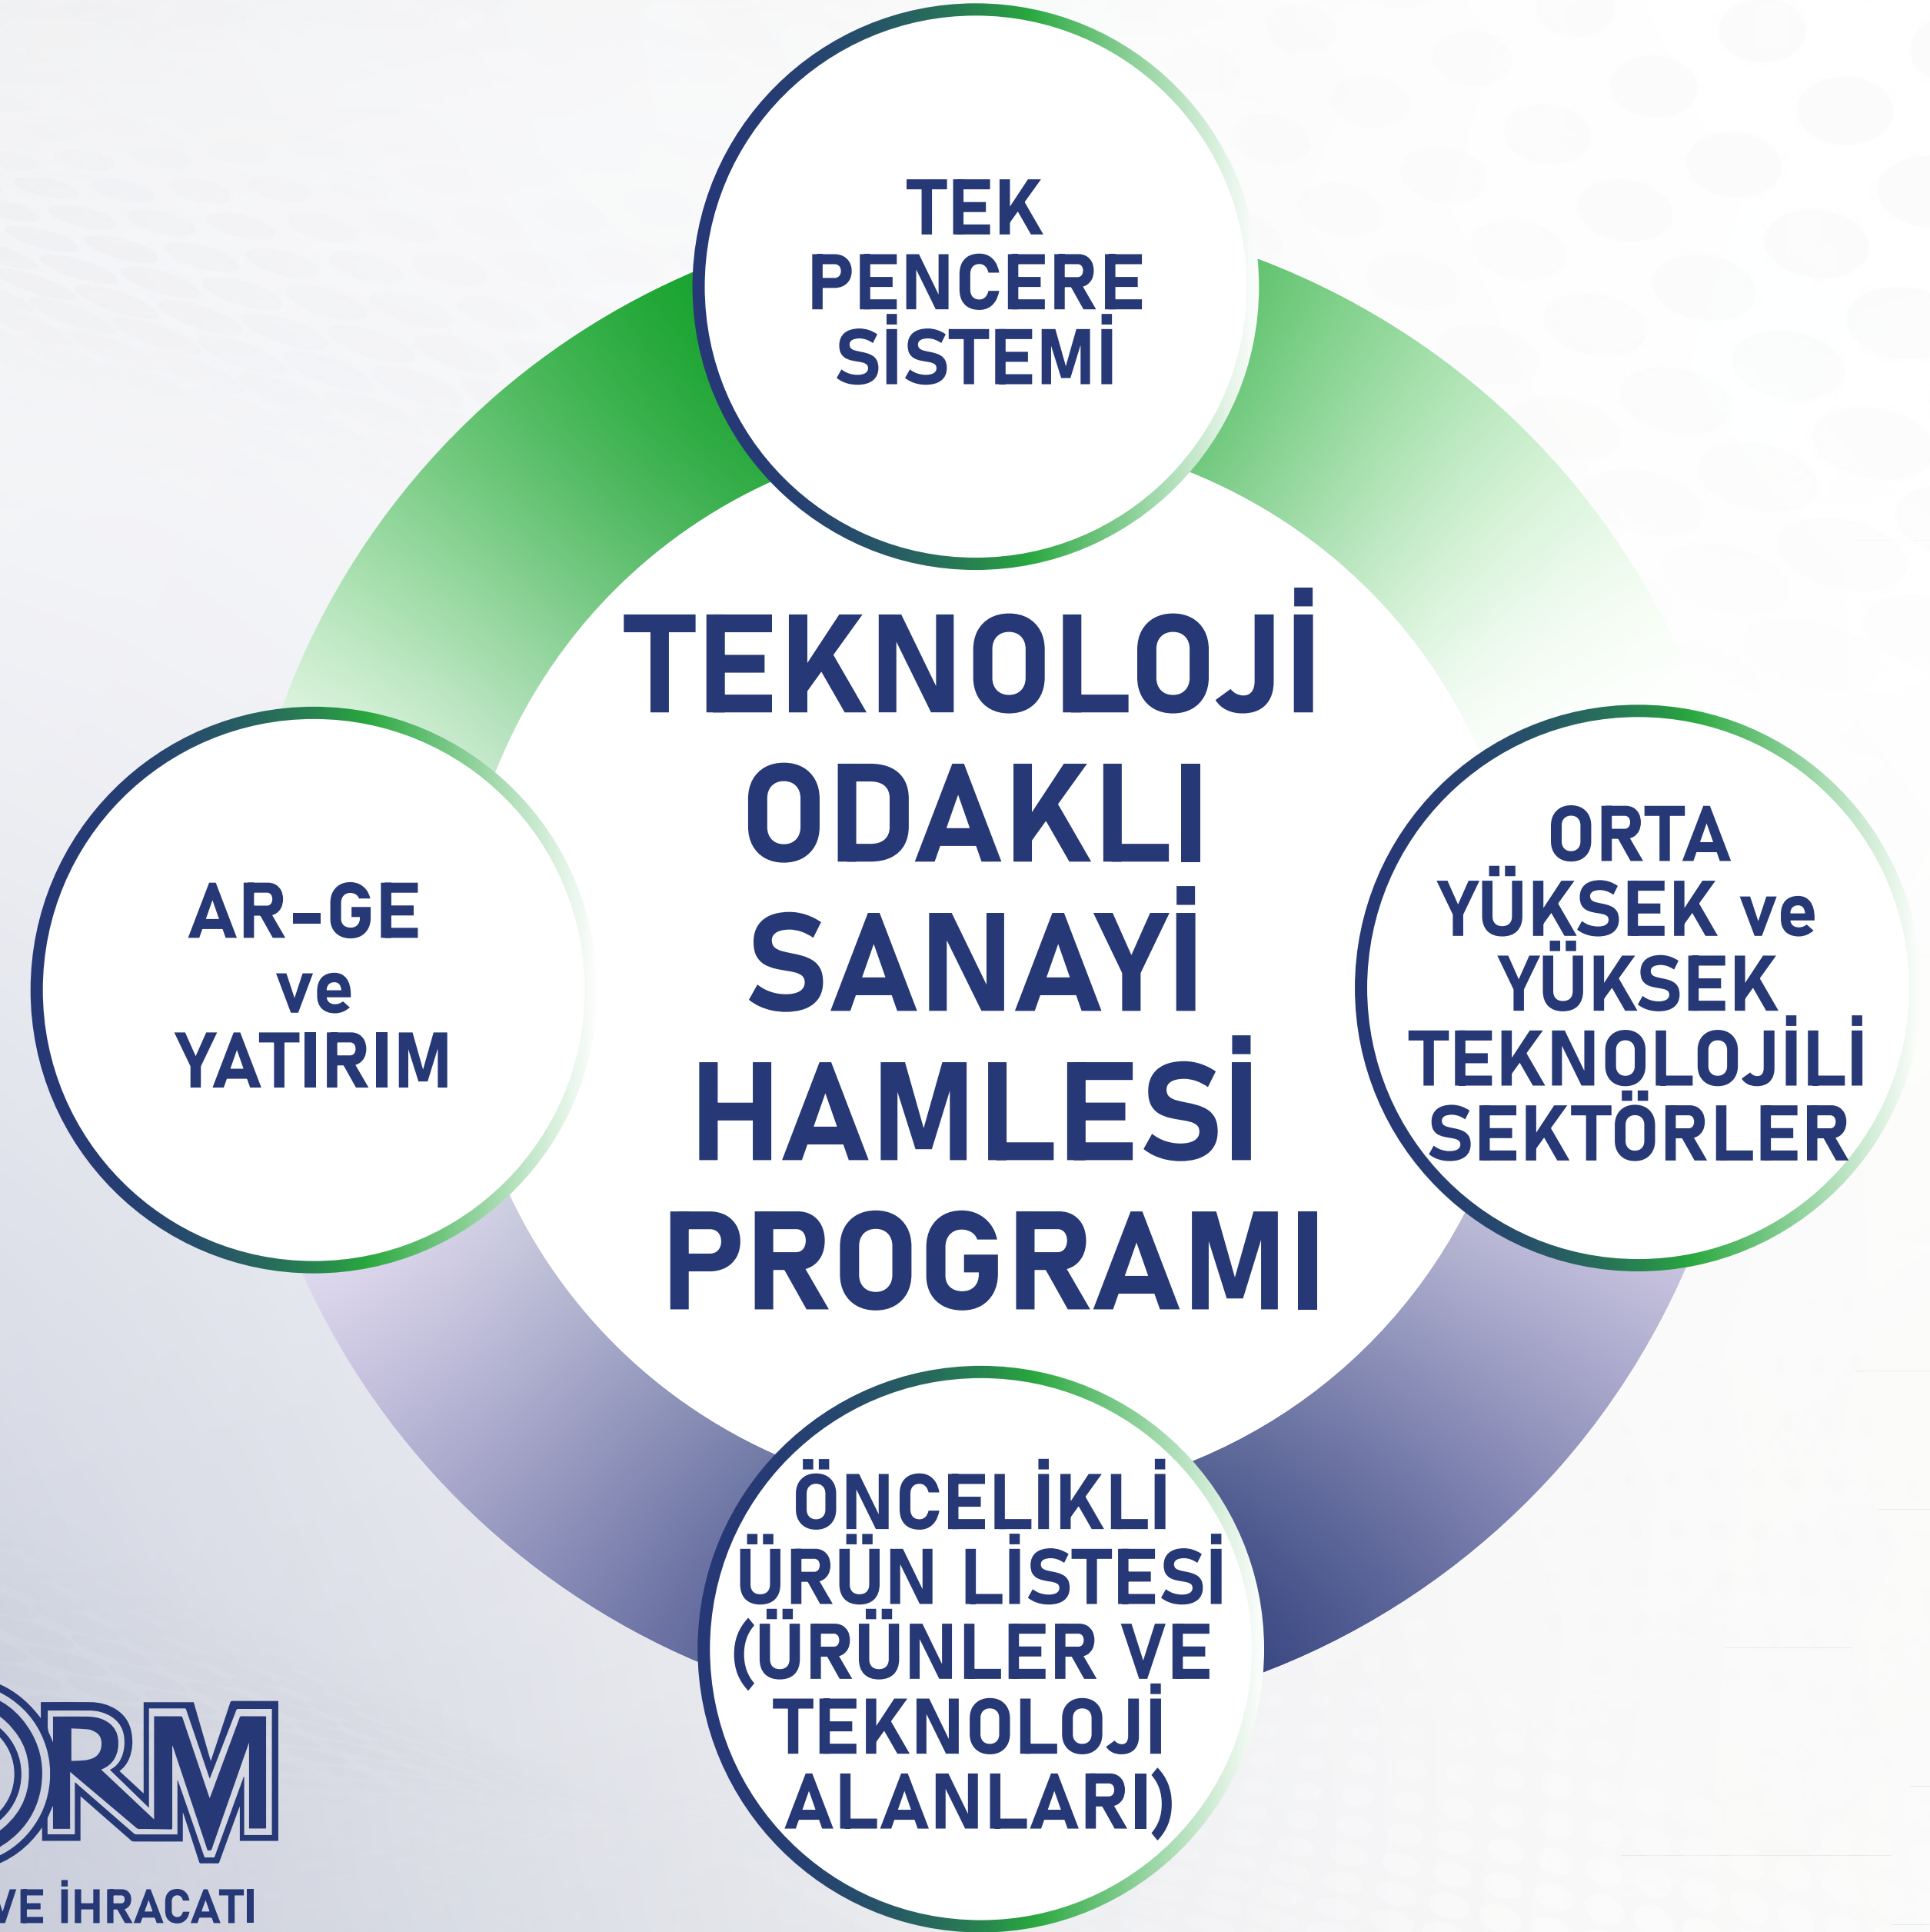 TEK
PENCERE
SİSTEMİ
TEKNOLOJİ
ODAKLI
SANAYİ
HAMLESİ
PROGRAMI
AR-GE
ve
YATIRIM
ORTA
YÜKSEK ve
YÜKSEK
TEKNOLOJİLİ
SEKTÖRLER
ÖNCELİKLİ
ÜRÜN LİSTESİ
(ÜRÜNLER VE
TEKNOLOJİ
ALANLARI)
ORM
VE İHRACATI